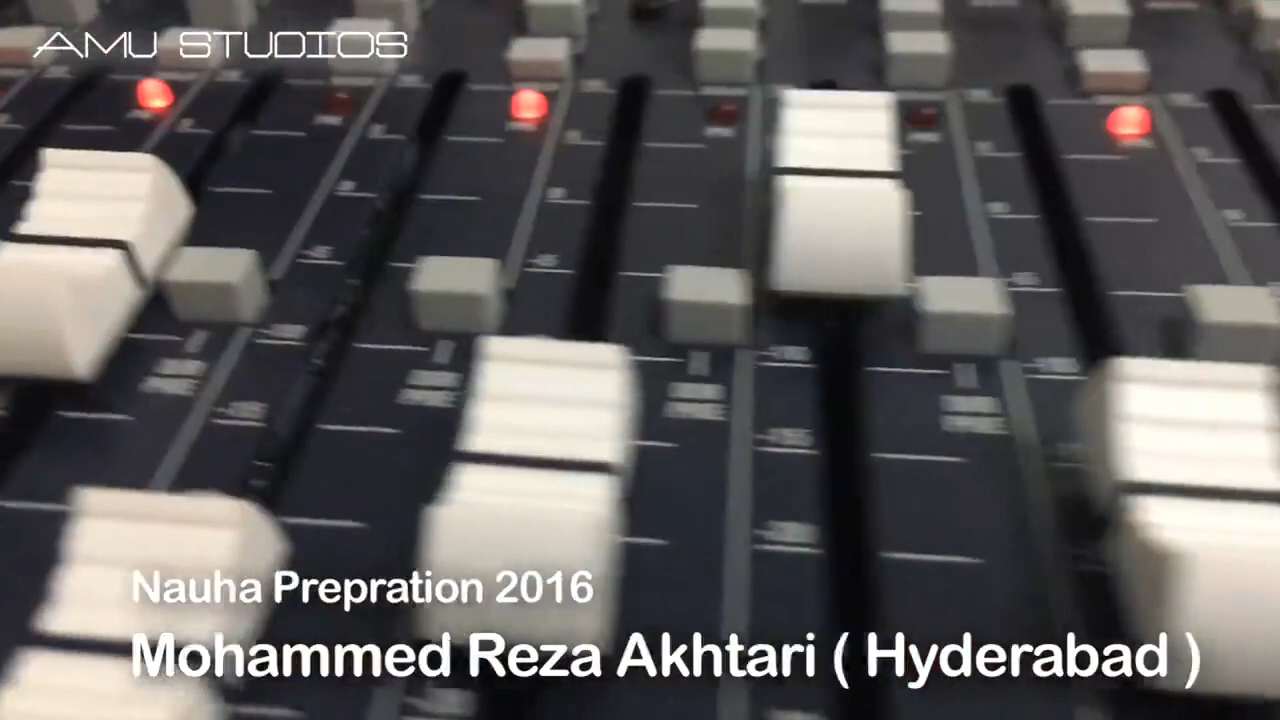 AMU STUDIOS
Nauha Prepration 2016
Mohammed Reza Akhtari ( Hyderabad )